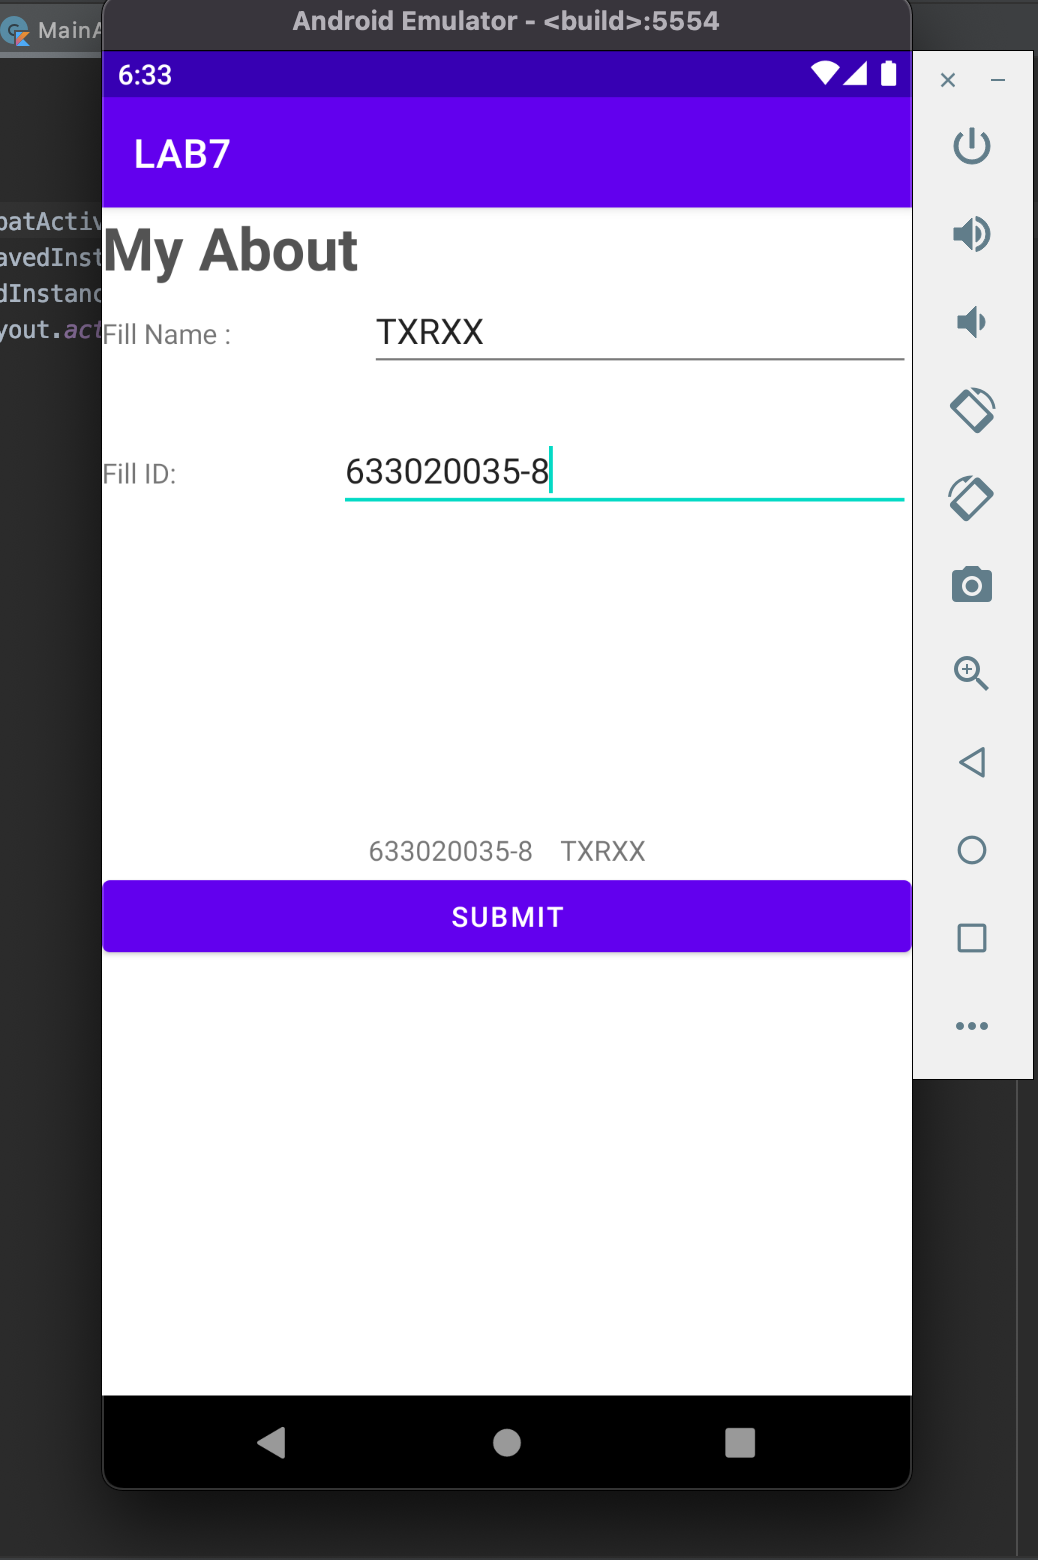 Android Emulator - <build>:5554
MainA
6:33
LAB7
patActiv
avedInst
My About
dInstanc
yout.act
Fill Name : TXRXX
Fill ID: 633020035-8
633020035-8 TXRXX
SUBMIT